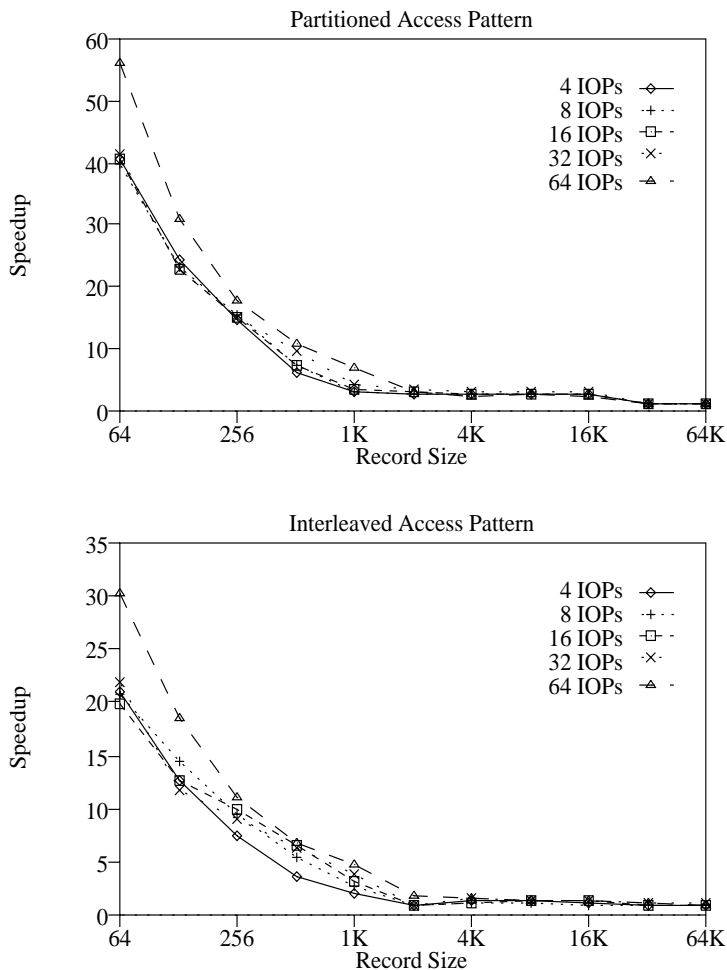 Partitioned Access Pattern
60
50
40
30
20
10
0
Speedup
4 IOPs
8 IOPs
16 IOPs
32 IOPs
64 IOPs
64 256 1K 4K 16K 64K
Record Size
Interleaved Access Pattern
35
30
25
20
15
10
5
0
Speedup
4 IOPs
8 IOPs
16 IOPs
32 IOPs
64 IOPs
64 256 1K 4K 16K 64K
Record Size